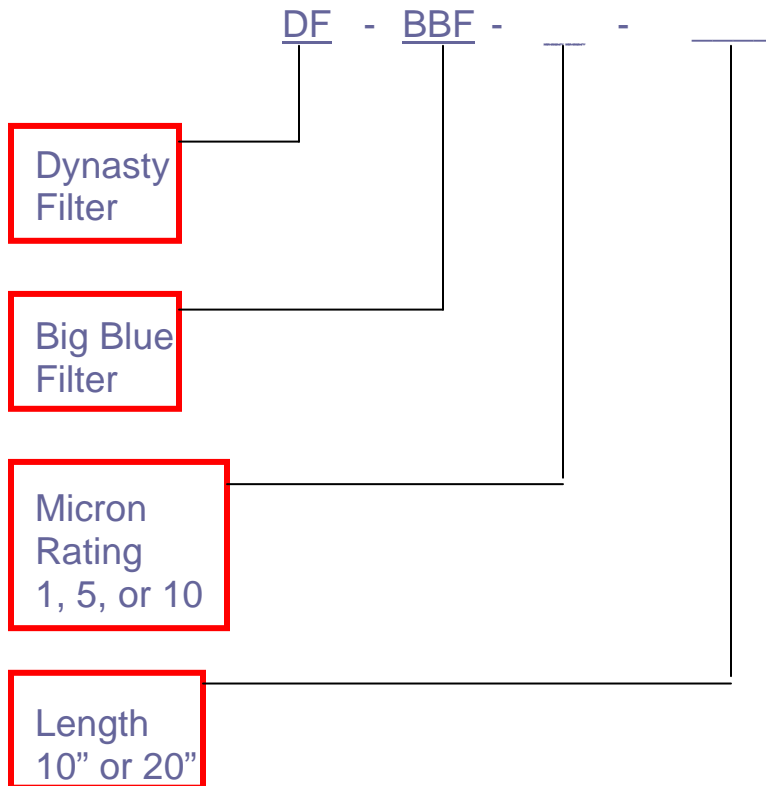 DF - BBF - __ - ____
Dynasty
Filter
Big Blue
Filter
Micron
Rating
1, 5, or 10
Length
10” or 20”